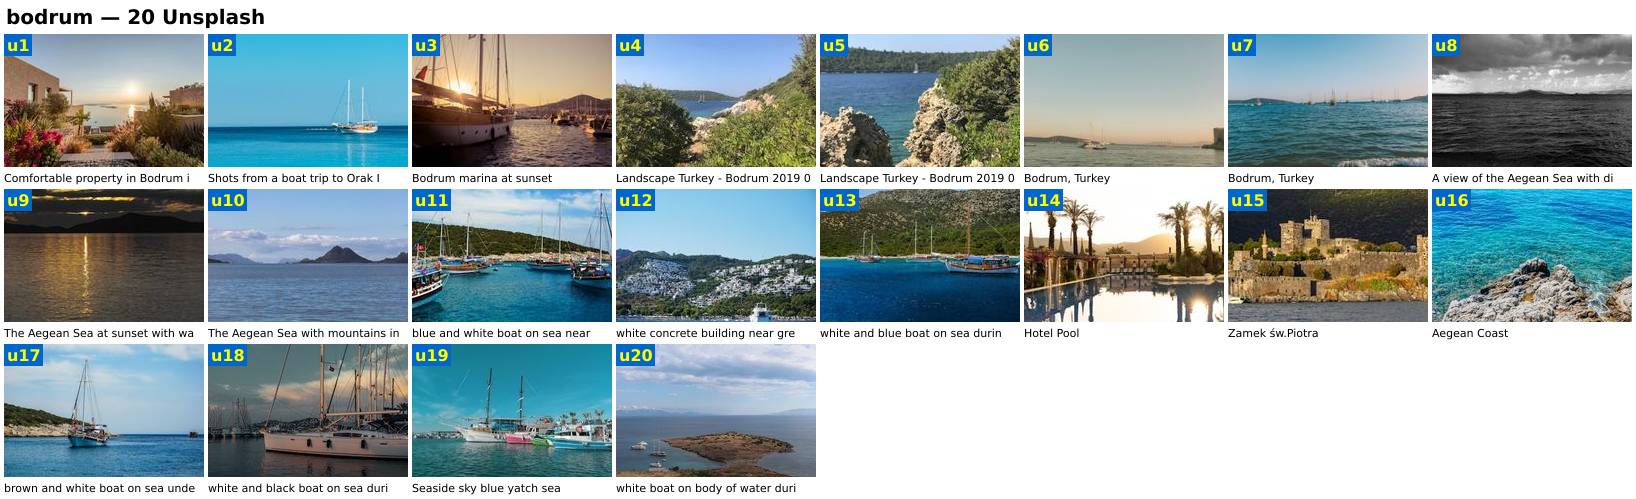 bodrum — 20 Unsplash
u1
u2
u3
u4
u5
u6
u7
u8
Comfortable property in Bodrum i
Shots from a boat trip to Orak I
Bodrum marina at sunset
Landscape Turkey - Bodrum 2019 0
Landscape Turkey - Bodrum 2019 0
Bodrum, Turkey
Bodrum, Turkey
A view of the Aegean Sea with di
u9
u10
u11
u12
u13
u14
u15
u16
The Aegean Sea at sunset with wa
The Aegean Sea with mountains in
blue and white boat on sea near
white concrete building near gre
white and blue boat on sea durin
Hotel Pool
Zamek św.Piotra
Aegean Coast
u17
u18
u19
u20
brown and white boat on sea unde
white and black boat on sea duri
Seaside sky blue yatch sea
white boat on body of water duri